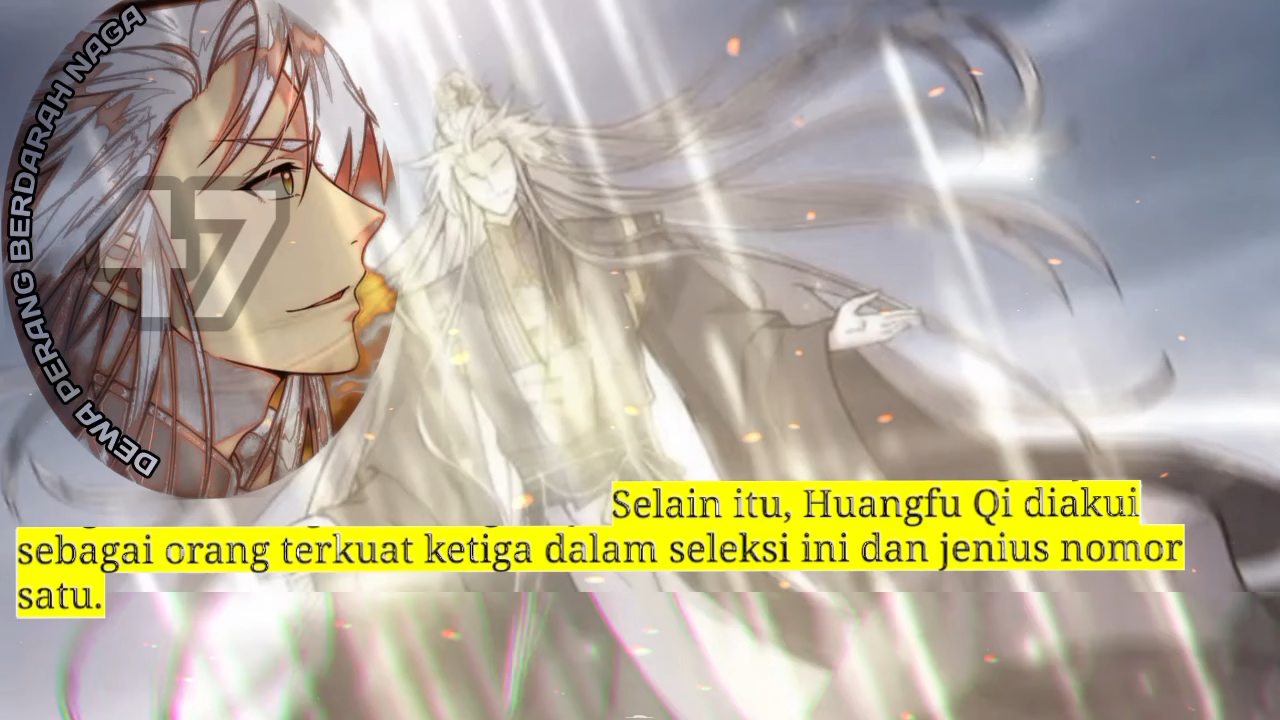 DEWA PERANG BERDARAH NAGA
47
Selain itu, Huangfu Qi diakui
sebagai orang terkuat ketiga dalam seleksi ini dan jenius nomor
satu.